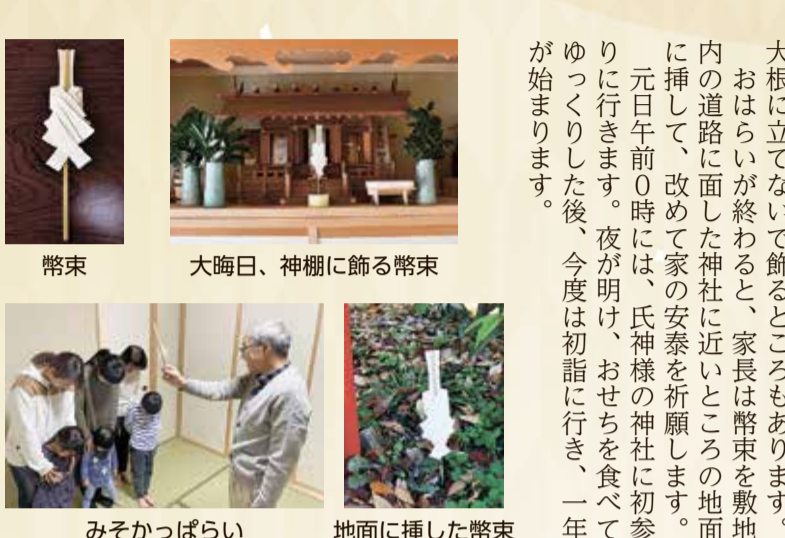 大根に立てないで飾るところもあります。
おはらいが終わると、家長は幣束を敷地
内の道路に面した神社に近いところの地面
に挿して、改めて家の安泰を祈願します。
元日午前０時には、氏神様の神社に初参
りに行きます。夜が明け、おせちを食べて
ゆっくりした後、今度は初詣に行き、一年
が始まります。
幣束
大晦日、神棚に飾る幣束
みそかっぱらい
地面に挿した幣束